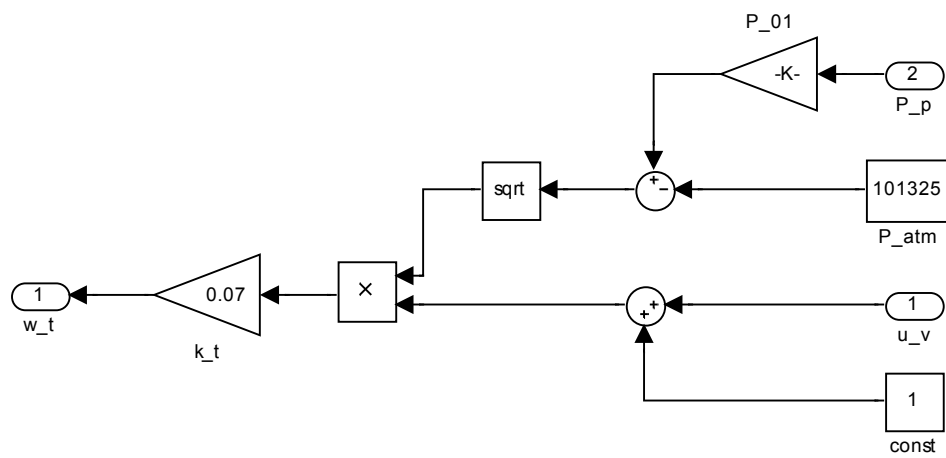 P_01
-K-
2
P_p
+
−
sqrt
101325
P_atm
1
w_t
0.07
k_t
×
+
+
1
u_v
1
const